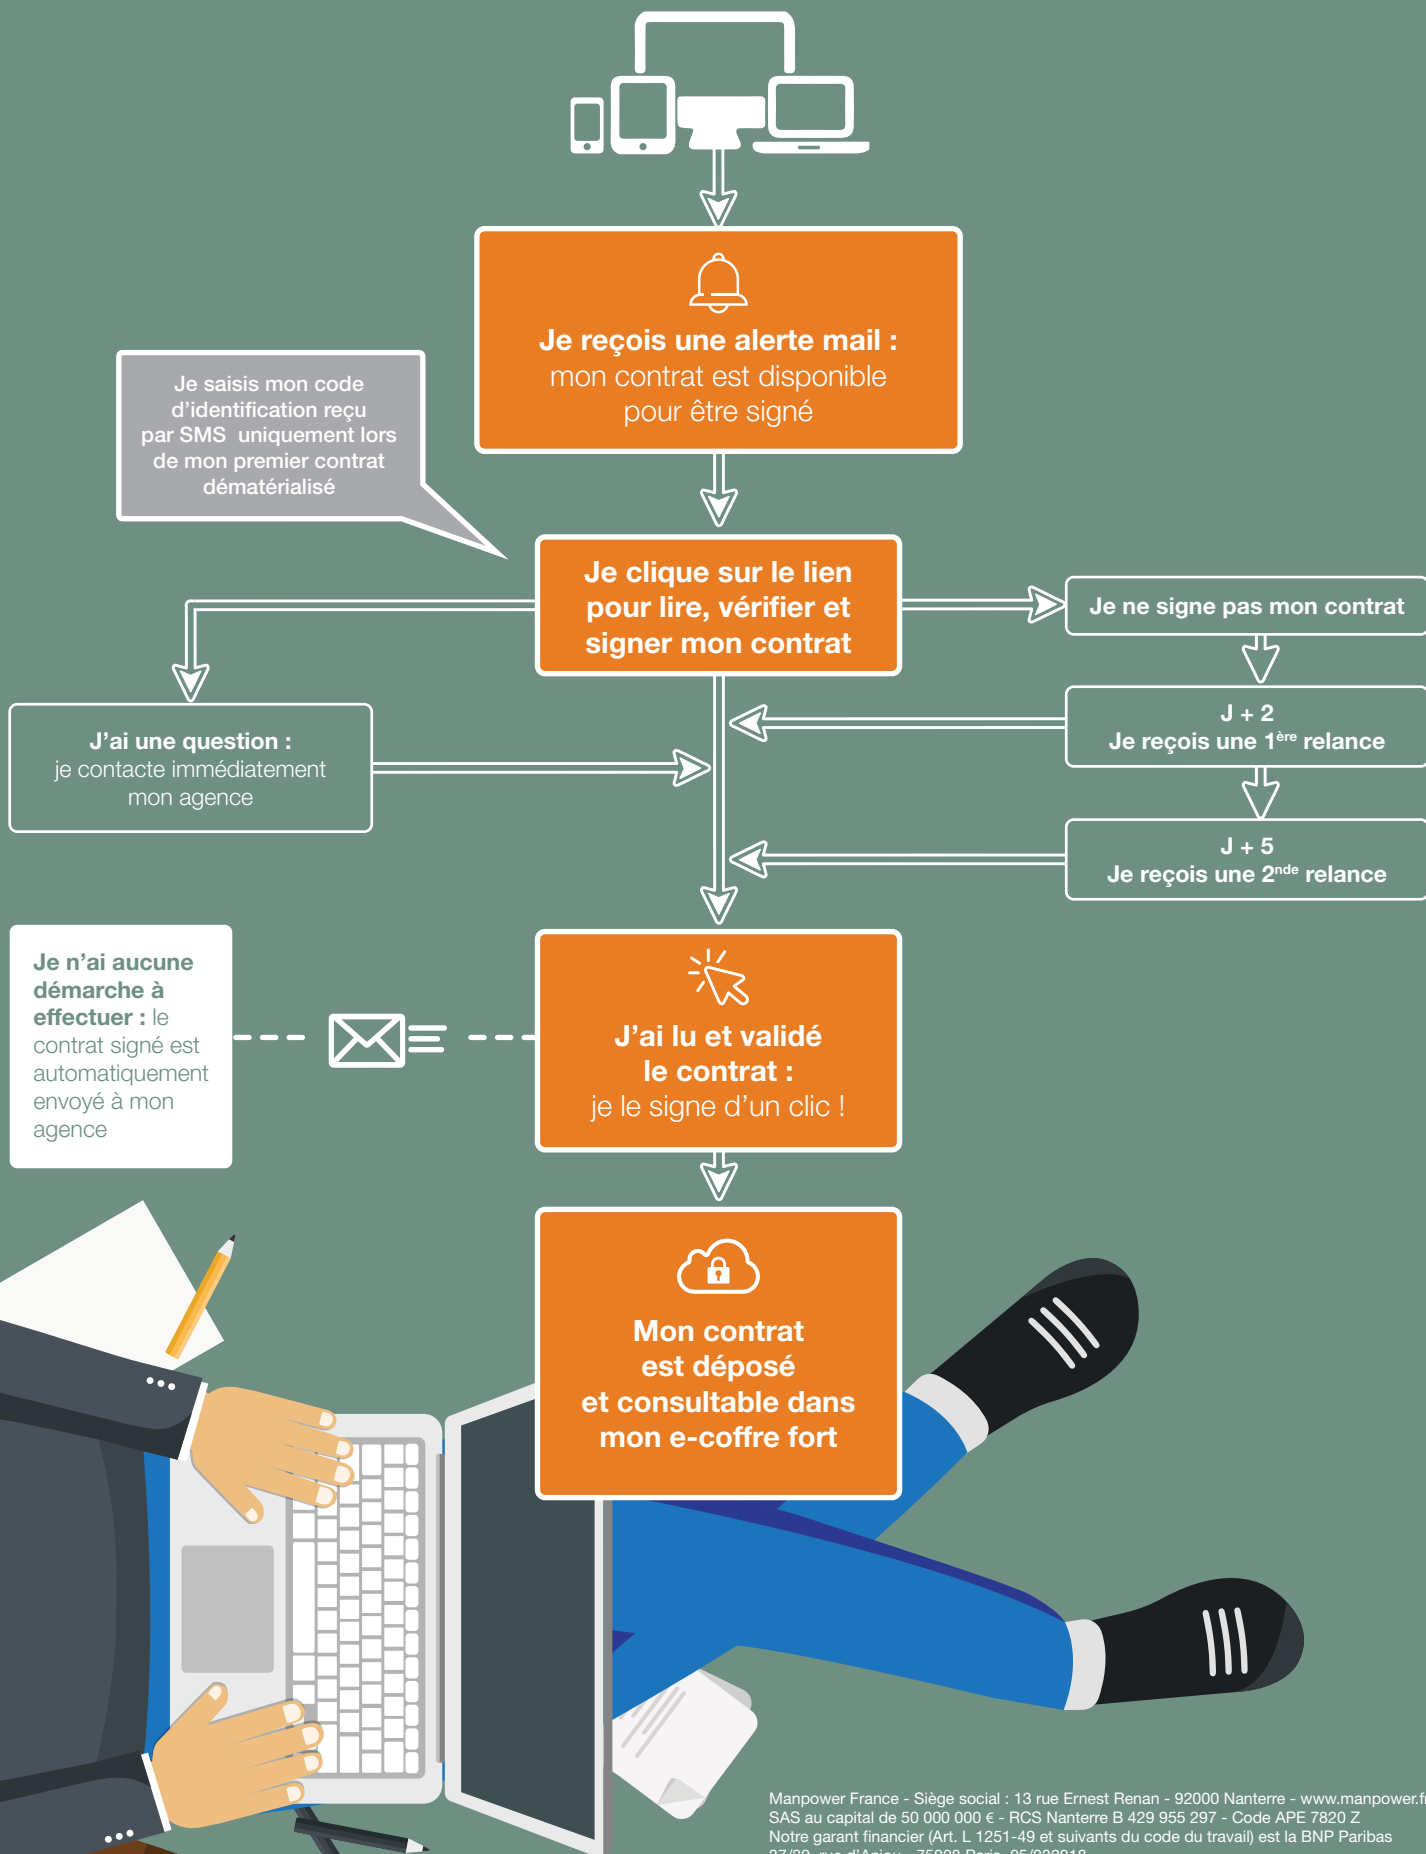 Je reçois une alerte mail :
mon contrat est disponible
pour être signé
Je saisis mon code
d'identification reçu
par SMS uniquement lors
de mon premier contrat
dématérialisé
Je clique sur le lien
pour lire, vérifier et
signer mon contrat
Je ne signe pas mon contrat
J + 2
Je reçois une 1ère relance
J'ai une question :
je contacte immédiatement
mon agence
J + 5
Je reçois une 2nde relance
Je n'ai aucune
démarche à
effectuer : le
contrat signé est
automatiquement
envoyé à mon
agence
J'ai lu et validé
le contrat :
je le signe d'un clic !
Mon contrat
est déposé
et consultable dans
mon e-coffre fort
Manpower France - Siège social : 13 rue Ernest Renan - 92000 Nanterre - www.manpower.fr
SAS au capital de 50 000 000 € - RCS Nanterre B 429 955 297 - Code APE 7820 Z
Notre garant financier (Art. L 1251-49 et suivants du code du travail) est la BNP Paribas
rue d'Anjou - 75008 Paris